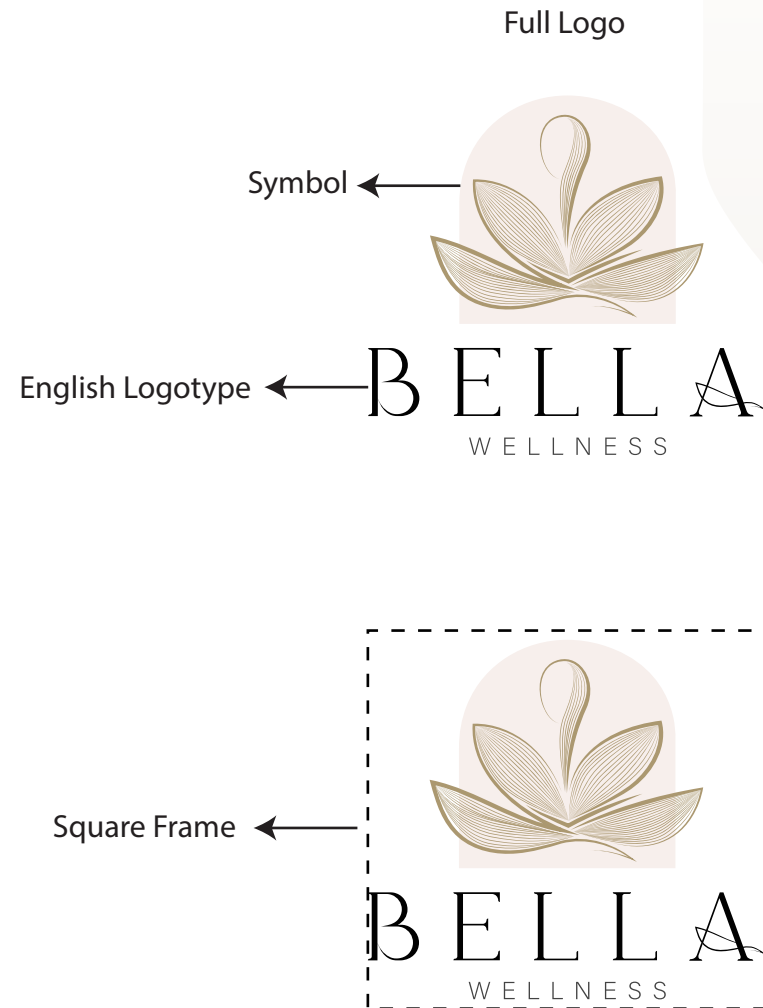 Full Logo
Symbol
English Logotype
BELLA
WELLNESS
Square Frame
BELLA
WELLNESS